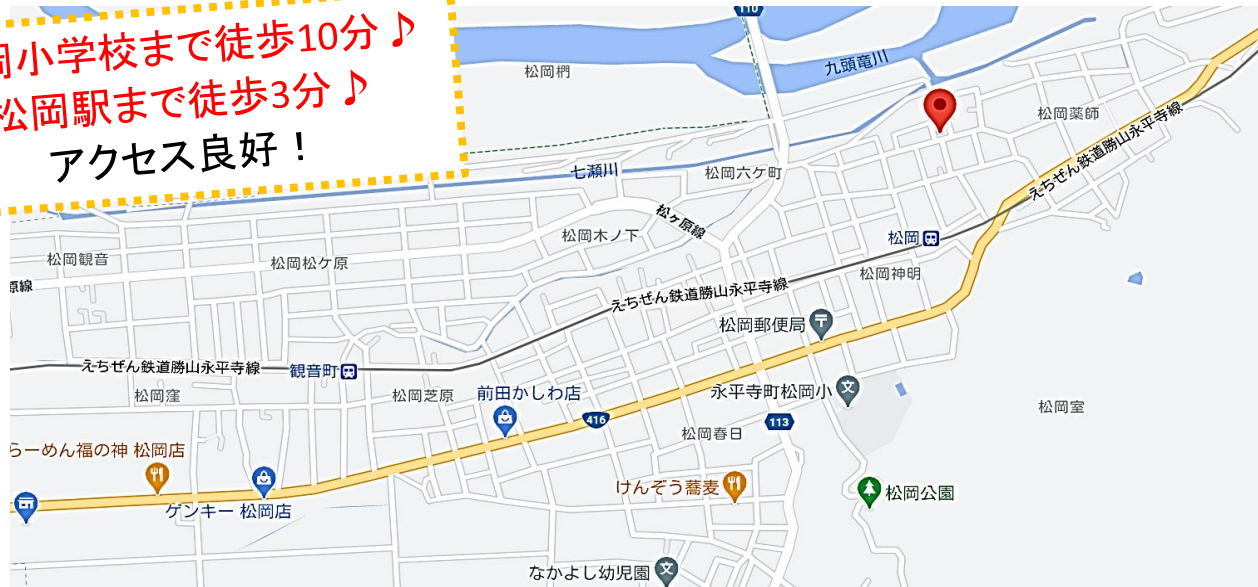 岡小学校まで徒歩10分♪
松岡駅まで徒歩3分♪
アクセス良好！
110
松岡椚
九頭竜川
松岡薬師
えちぜん鉄道勝山永平寺線
七瀬川
松岡六ケ町
松ヶ原線
松岡木ノ下
松岡
松岡観音
松岡松ケ原
松岡神明
原線
えちぜん鉄道勝山永平寺線
松岡郵便局
えちぜん鉄道勝山永平寺線
観音町
松岡窪
松岡芝原
前田かしわ店
永平寺町松岡小
文
松岡室
416
113
松岡春日
らーめん福の神 松岡店
けんぞう蕎麦
松岡公園
ゲンキー 松岡店
なかよし幼児園
文